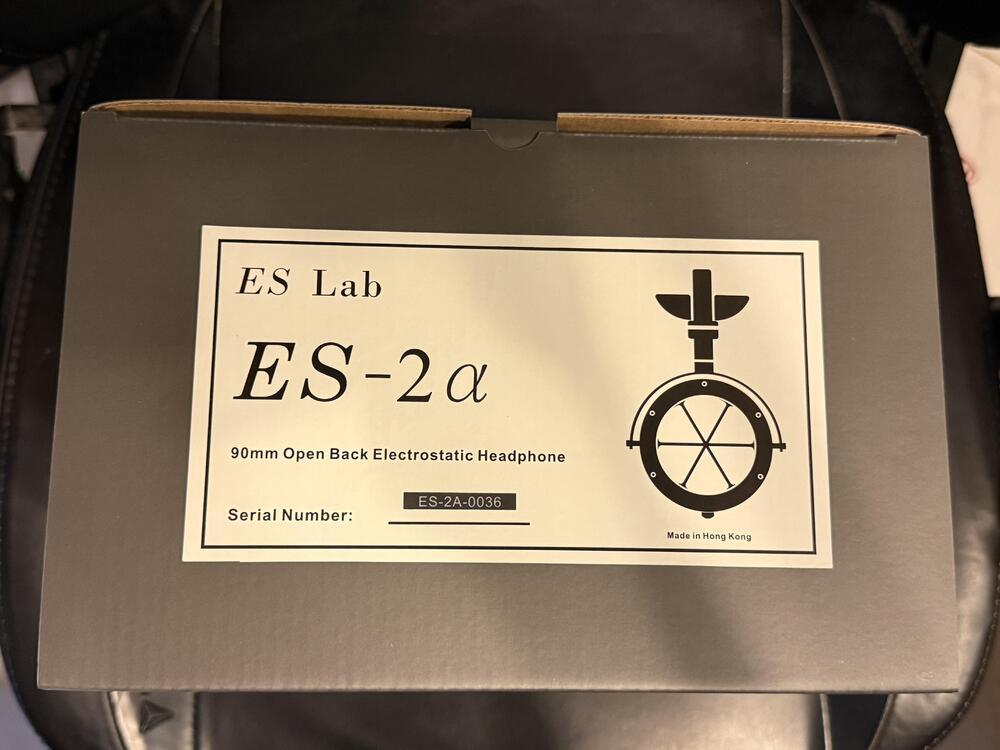 ES Lab
ES-2α
90mm Open Back Electrostatic Headphone
Serial Number: ES-2A-0036
Made in Hong Kong